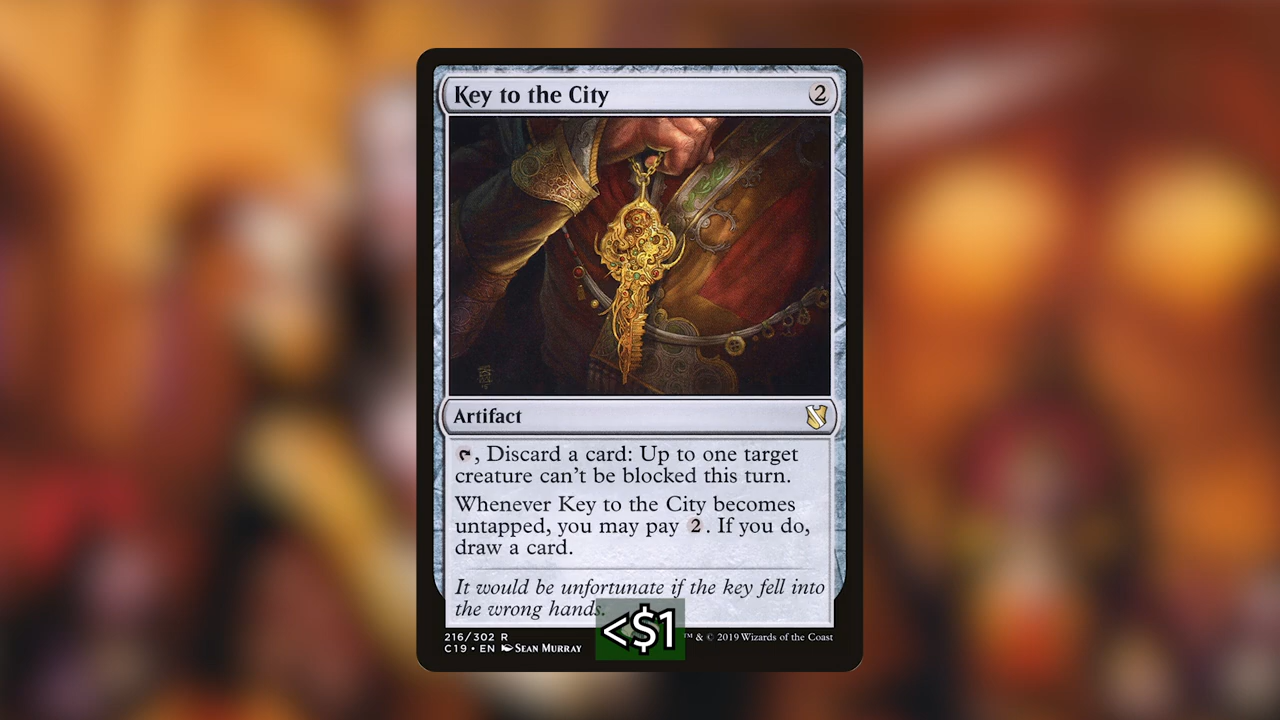 Key to the City 2
Artifact
, Discard a card: Up to one target
creature can't be blocked this turn.
Whenever Key to the City becomes
untapped, you may pay 2. If you do,
draw a card.
It would be unfortunate if the key fell into
the wrong hands.
<$1
216/302 R
C19 • EN SEAN MURRAY
™ & © 2019 Wizards of the Coast